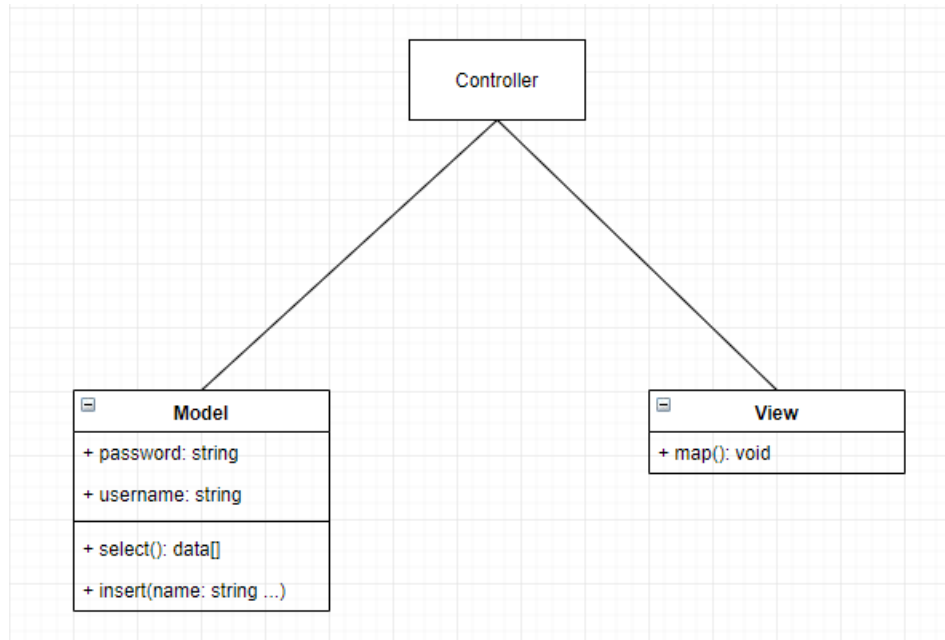 Controller
Model
+ password: string
+ username: string
+ select(): data[]
+ insert(name: string ...)
View
+ map(): void